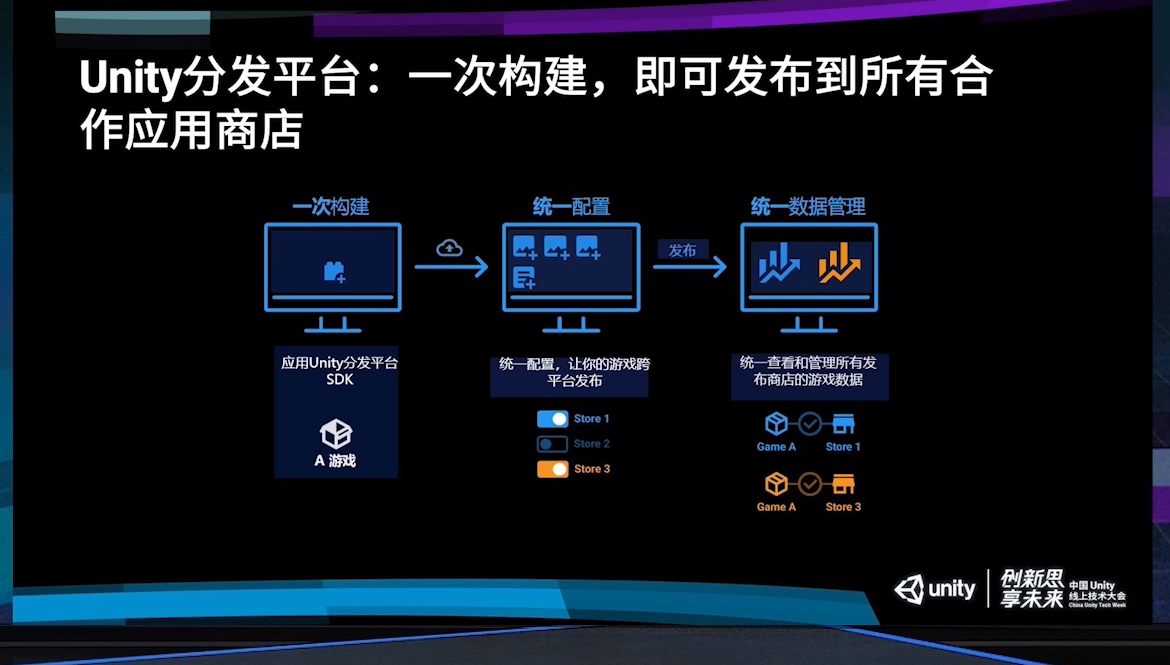 Unity分发平台：一次构建，即可发布到所有合
作应用商店
一次构建
统一配置
统一数据管理
发布
应用Unity分发平台
SDK
A 游戏
统一配置，让你的游戏跨
平台发布
Store 1
Store 2
Store 3
统一查看和管理所有发
布商店的游戏数据
Game A
Store 1
Game A
Store 3
unity
创新思
享未来
中国 Unity
线上技术大会
China Unity Tech Week